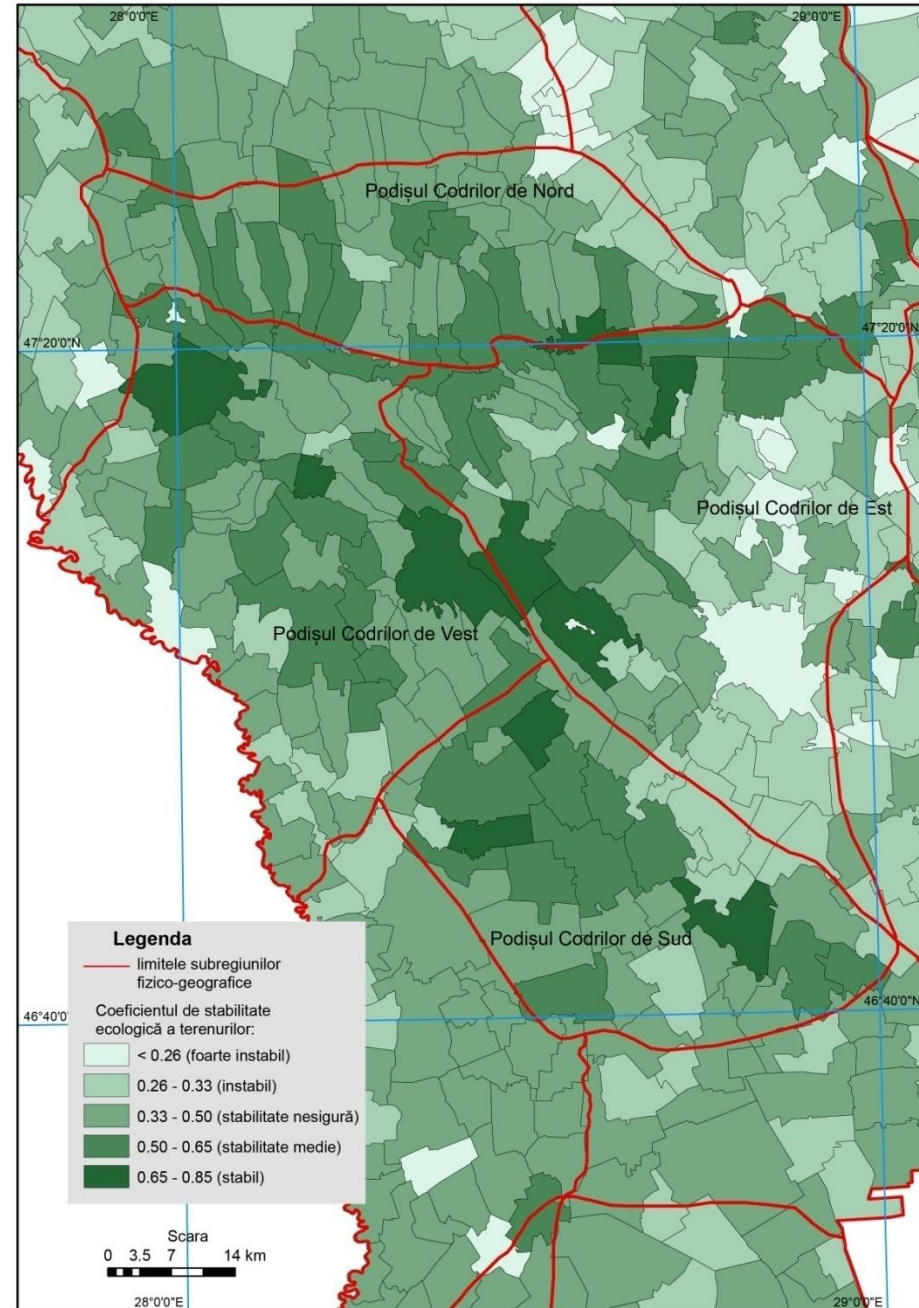 28°0'0"E
29°0'0"E
Podișul Codrilor de Nord
47°20'0"N
47°20'0"N
Podișul Codrilor de Est
Podișul Codrilor de Vest
Podișul Codrilor de Sud
Legenda
limitele subregiunilor
fizico-geografice
Coeficientul de stabilitate
ecologică a terenurilor:
< 0.26 (foarte instabil)
0.26 - 0.33 (instabil)
0.33 - 0.50 (stabilitate nesigură)
0.50 - 0.65 (stabilitate medie)
0.65 - 0.85 (stabil)
46°40'0"N
46°40'0"N
Scara
0 3.5 7 14 km
28°0'0"E
29°0'0"E